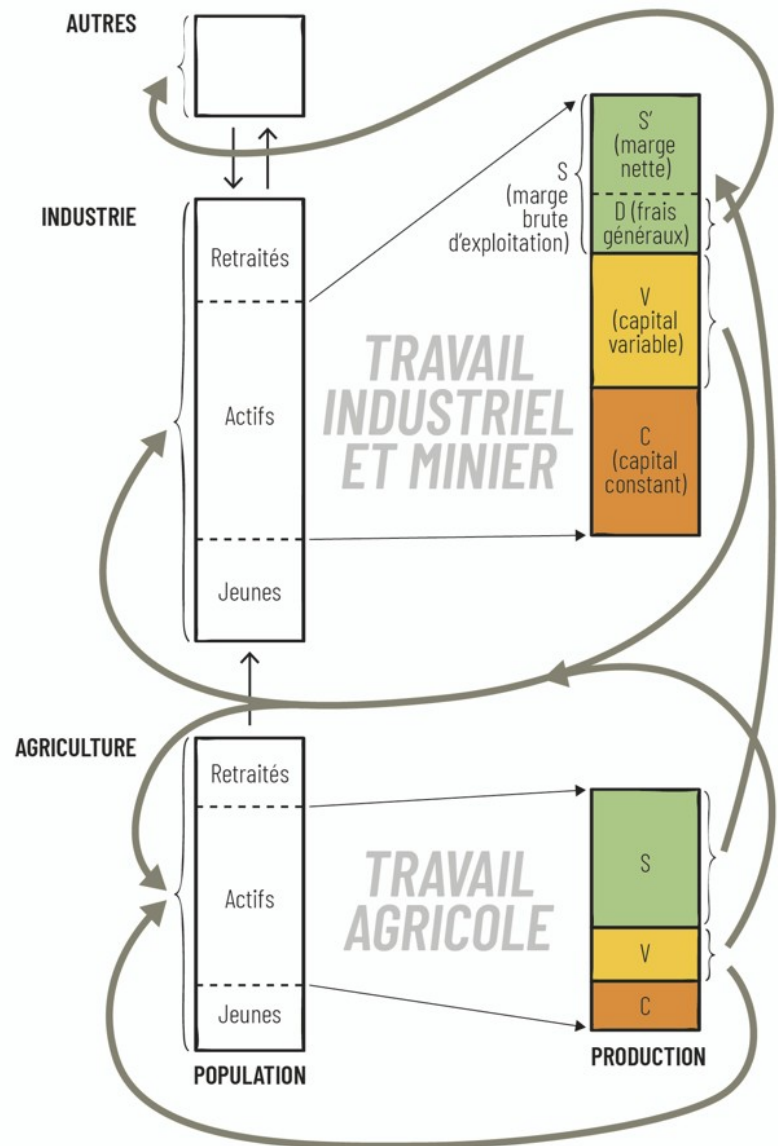 AUTRES
INDUSTRIE
Retraités
Actifs
Jeunes
TRAVAIL
INDUSTRIEL
ET MINIER
S
(marge
brute
d'exploitation)
S'
(marge
nette)
D (frais
généraux)
V
(capital
variable)
C
(capital
constant)
AGRICULTURE
Retraités
Actifs
Jeunes
TRAVAIL
AGRICOLE
S
V
C
POPULATION
PRODUCTION